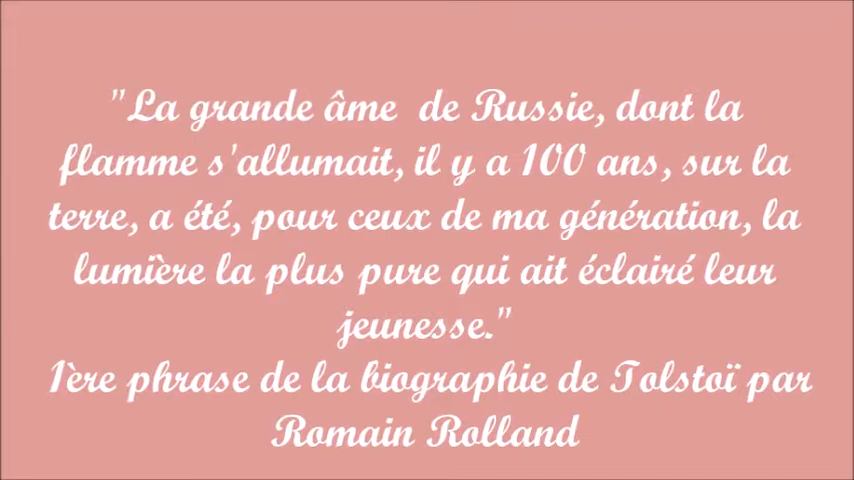 "La grande âme de Russie, dont la
flamme s'allumait, il y a 100 ans, sur la
terre, a été, pour ceux de ma génération, la
lumière la plus pure qui ait éclairé leur
jeunesse."
1ère phrase de la biographie de Tolstoï par
Romain Rolland